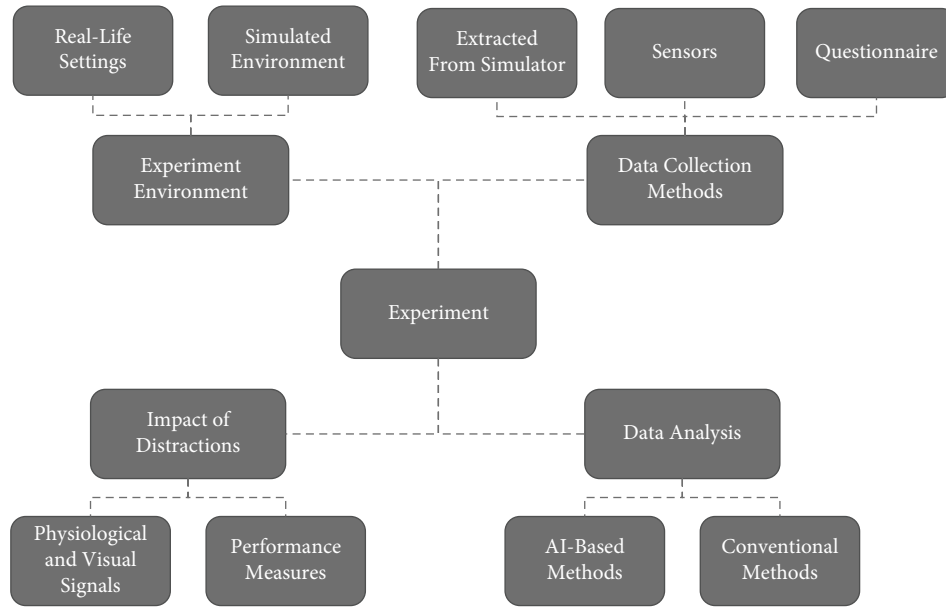 Real-Life
Settings
Simulated
Environment
Extracted
From Simulator
Sensors
Questionnaire
Experiment
Environment
Data Collection
Methods
Experiment
Impact of
Distractions
Data Analysis
Physiological
and Visual
Signals
Performance
Measures
AI-Based
Methods
Conventional
Methods